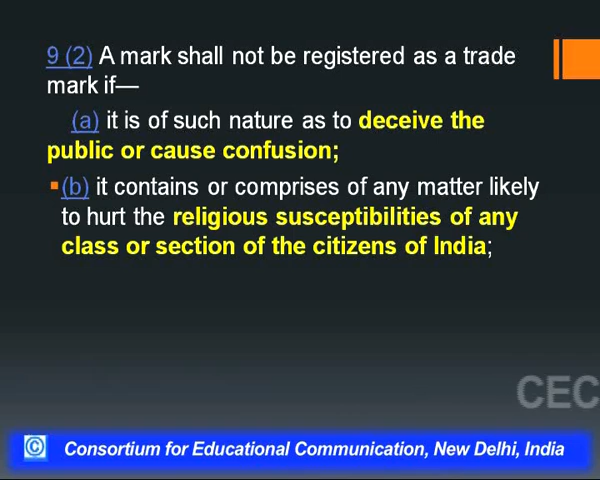 9 (2) A mark shall not be registered as a trade
mark if—
(a) it is of such nature as to deceive the
public or cause confusion;
(b) it contains or comprises of any matter likely
to hurt the religious susceptibilities of any
class or section of the citizens of India;
CEC
© Consortium for Educational Communication, New Delhi, India